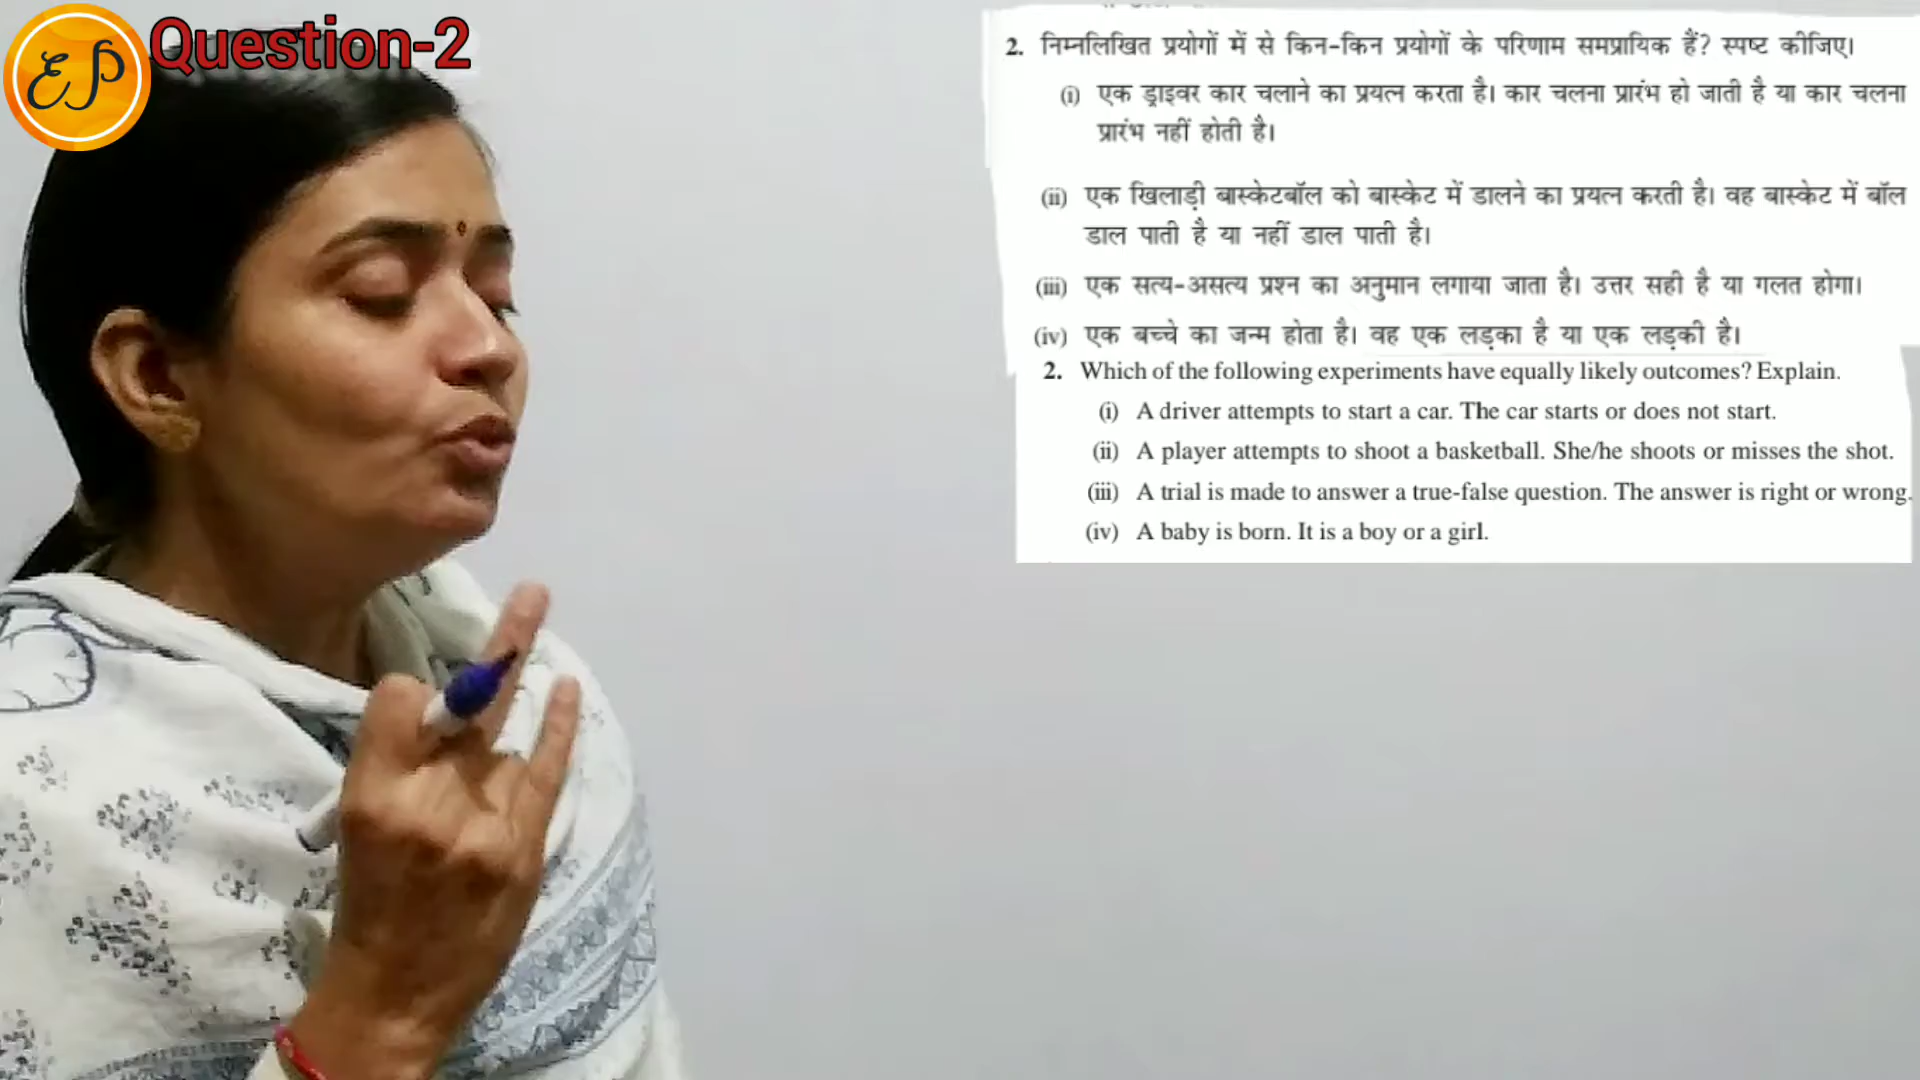 EP
Question-2
2. निम्नलिखित प्रयोगों में से किन-किन प्रयोगों के परिणाम समप्रायिक हैं? स्पष्ट कीजिए।
(i) एक ड्राइवर कार चलाने का प्रयत्न करता है। कार चलना प्रारंभ हो जाती है या कार चलना
प्रारंभ नहीं होती है।
(ii) एक खिलाड़ी बास्केटबॉल को बास्केट में डालने का प्रयत्न करती है। वह बास्केट में बॉल
डाल पाती है या नहीं डाल पाती है।
(iii) एक सत्य-असत्य प्रश्न का अनुमान लगाया जाता है। उत्तर सही है या गलत होगा।
(iv) एक बच्चे का जन्म होता है। वह एक लड़का है या एक लड़की है।
2. Which of the following experiments have equally likely outcomes? Explain.
(i) A driver attempts to start a car. The car starts or does not start.
(ii) A player attempts to shoot a basketball. She/he shoots or misses the shot.
(iii) A trial is made to answer a true-false question. The answer is right or wrong.
(iv) A baby is born. It is a boy or a girl.